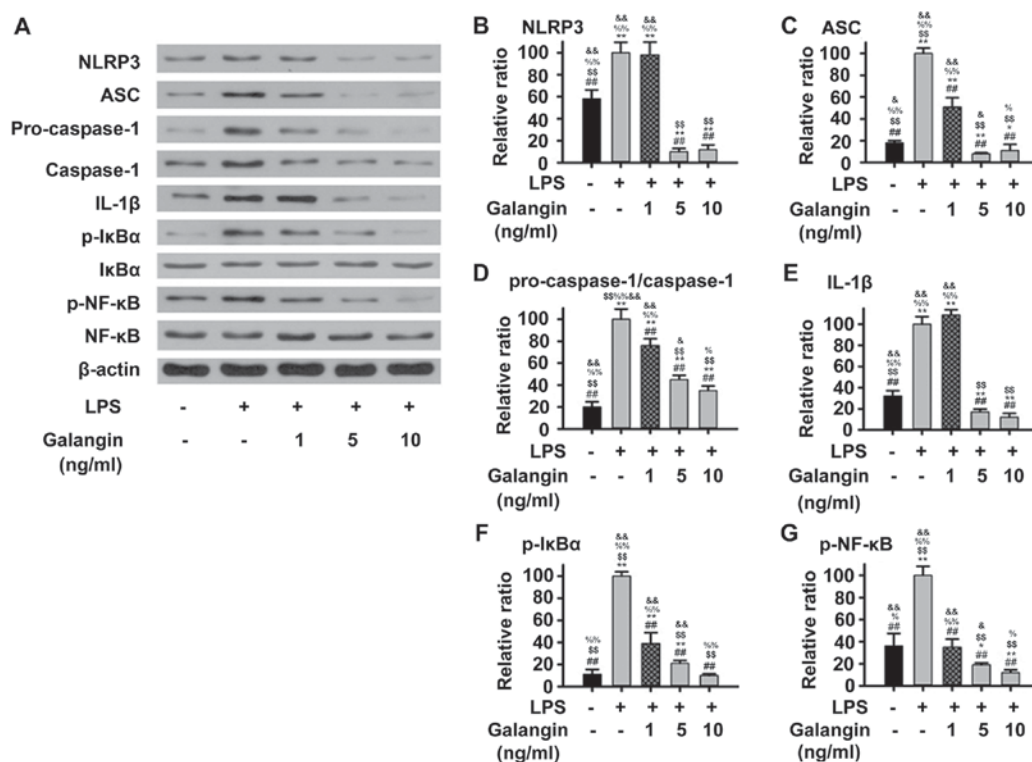 A
NLRP3
ASC
Pro-caspase-1
Caspase-1
IL-1β
p-IκBα
IκBα
p-NF-κB
NF-κB
β-actin
LPS - + + + +
Galangin - - 1 5 10
(ng/ml)
B NLRP3
Relative ratio
100
80
60
40
20
0
&& %% $$ ##
&& %% **
&& %% **
$$ ** ##
$$ ** ##
LPS - + + + +
Galangin - - 1 5 10
(ng/ml)
C ASC
Relative ratio
100
80
60
40
20
0
& %% $$ ##
&& %% $$ **
&& %% ** ##
& $$ ** ##
% $$ * ##
LPS - + + + +
Galangin - - 1 5 10
(ng/ml)
D pro-caspase-1/caspase-1
Relative ratio
100
80
60
40
20
0
&& %% $$ ##
$$%%&& **
&& %% ** ##
& $$ ** ##
% $$ ** ##
LPS - + + + +
Galangin - - 1 5 10
(ng/ml)
E IL-1β
Relative ratio
100
80
60
40
20
0
&& %% $$ ##
&& %% **
&& %% **
$$ ** ##
$$ ** ##
LPS - + + + +
Galangin - - 1 5 10
(ng/ml)
F p-IκBα
Relative ratio
100
80
60
40
20
0
%% $$ ##
&& %% $$ **
&& %% ** ##
&& $$ ** ##
%% $$ ##
LPS - + + + +
Galangin - - 1 5 10
(ng/ml)
G p-NF-κB
Relative ratio
100
80
60
40
20
0
&& % ##
&& %% $$ **
&& %% ##
& $$ * ##
% $$ ** ##
LPS - + + + +
Galangin - - 1 5 10
(ng/ml)